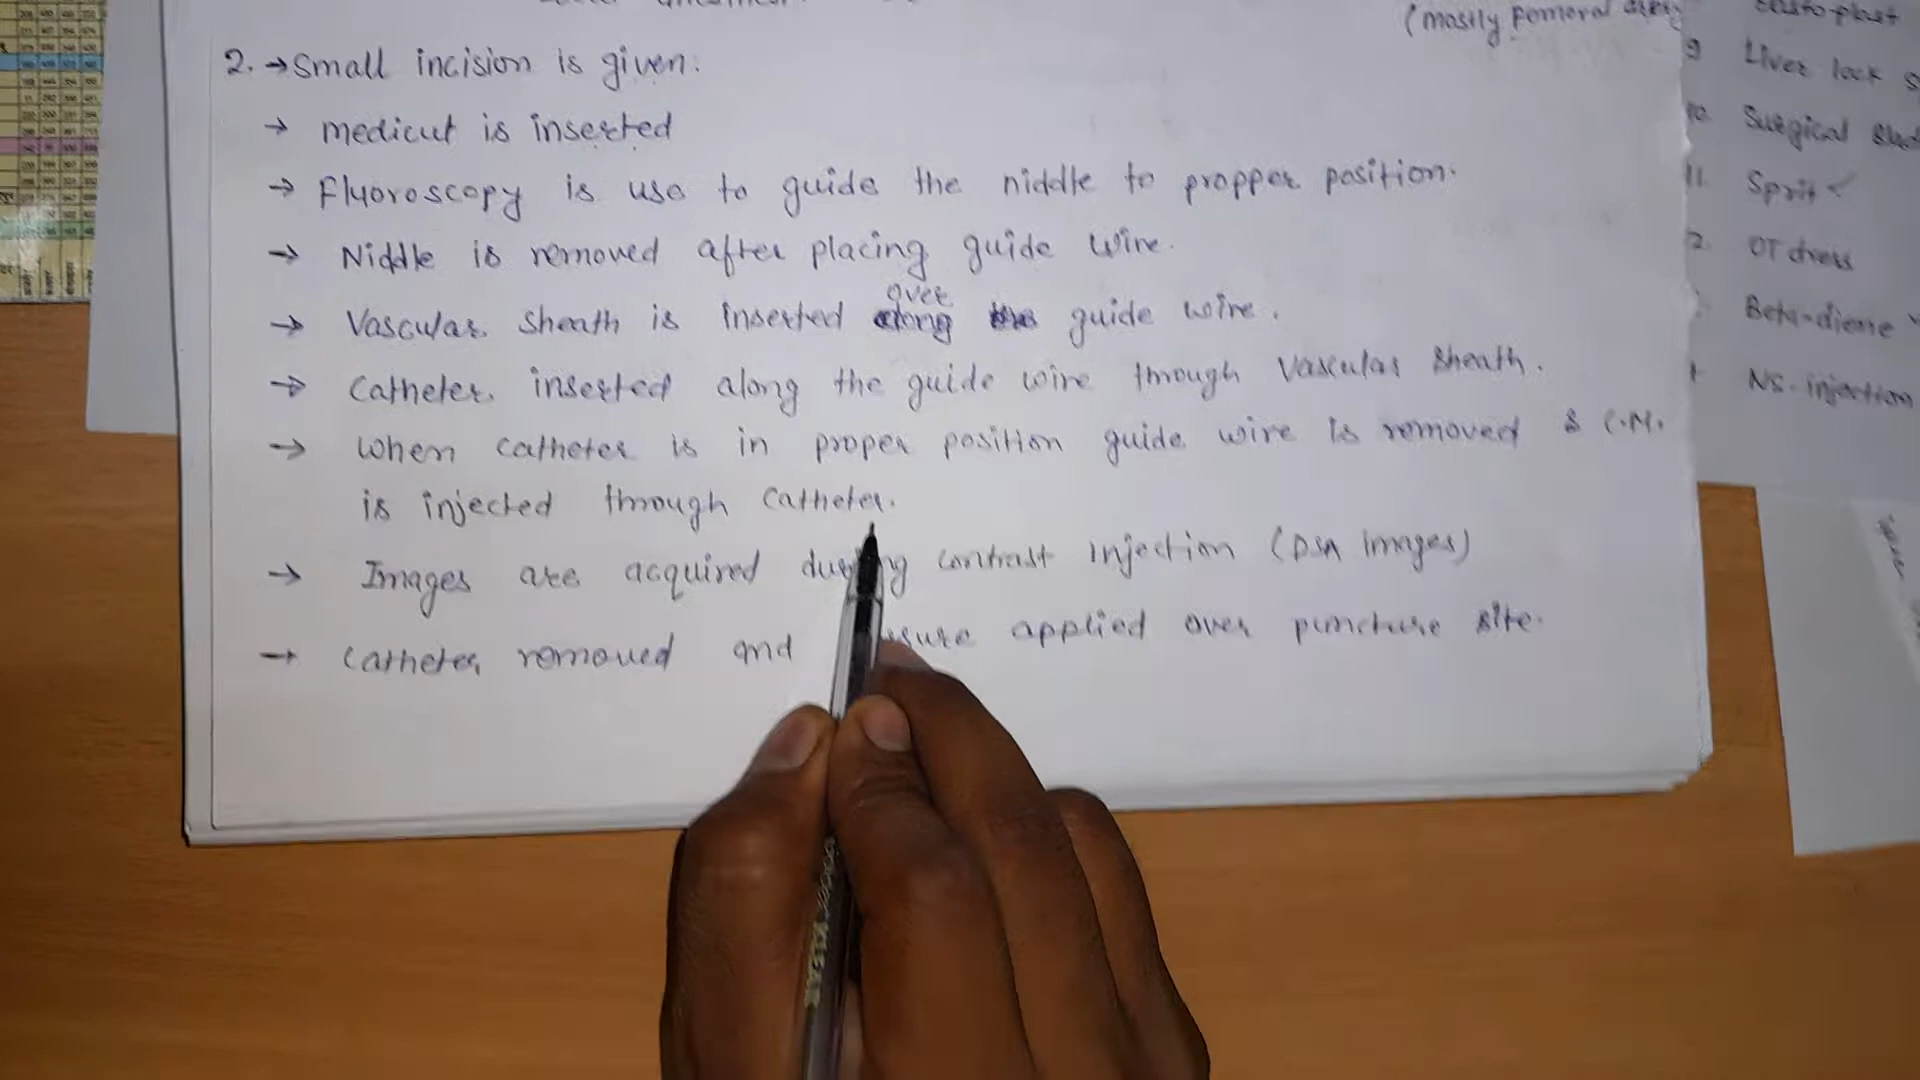 (mostly Femoral
2. → Small incision is given.
→ medicut is inserted
→ Fluoroscopy is use to guide the niddle to propper position.
→ Niddle is removed after placing guide wire.
over
→ Vascular Sheath is inserted along the guide wire.
→ Catheter inserted along the guide wire through Vascular Sheath.
→ When catheter is in proper position guide wire is removed & C.M.
is injected through Catheter.
→ Images are acquired during contrast injection (DSA images)
→ Catheter removed and applied over puncture site.
9 Liver lock
10. Surgical
11. Sprit
OT dress
Beta-diene
NS-injection